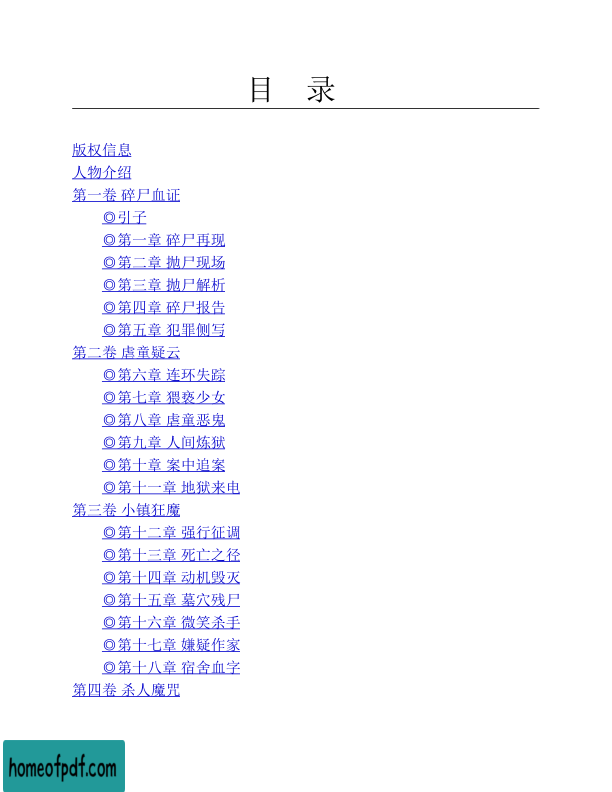 目 录
版权信息
人物介绍
第一卷 碎尸血证
◎引子
◎第一章 碎尸再现
◎第二章 抛尸现场
◎第三章 抛尸解析
◎第四章 碎尸报告
◎第五章 犯罪侧写
第二卷 虐童疑云
◎第六章 连环失踪
◎第七章 猥亵少女
◎第八章 虐童恶鬼
◎第九章 人间炼狱
◎第十章 案中追案
◎第十一章 地狱来电
第三卷 小镇狂魔
◎第十二章 强行征调
◎第十三章 死亡之径
◎第十四章 动机毁灭
◎第十五章 墓穴残尸
◎第十六章 微笑杀手
◎第十七章 嫌疑作家
◎第十八章 宿舍血字
第四卷 杀人魔咒
homeofpdf.com